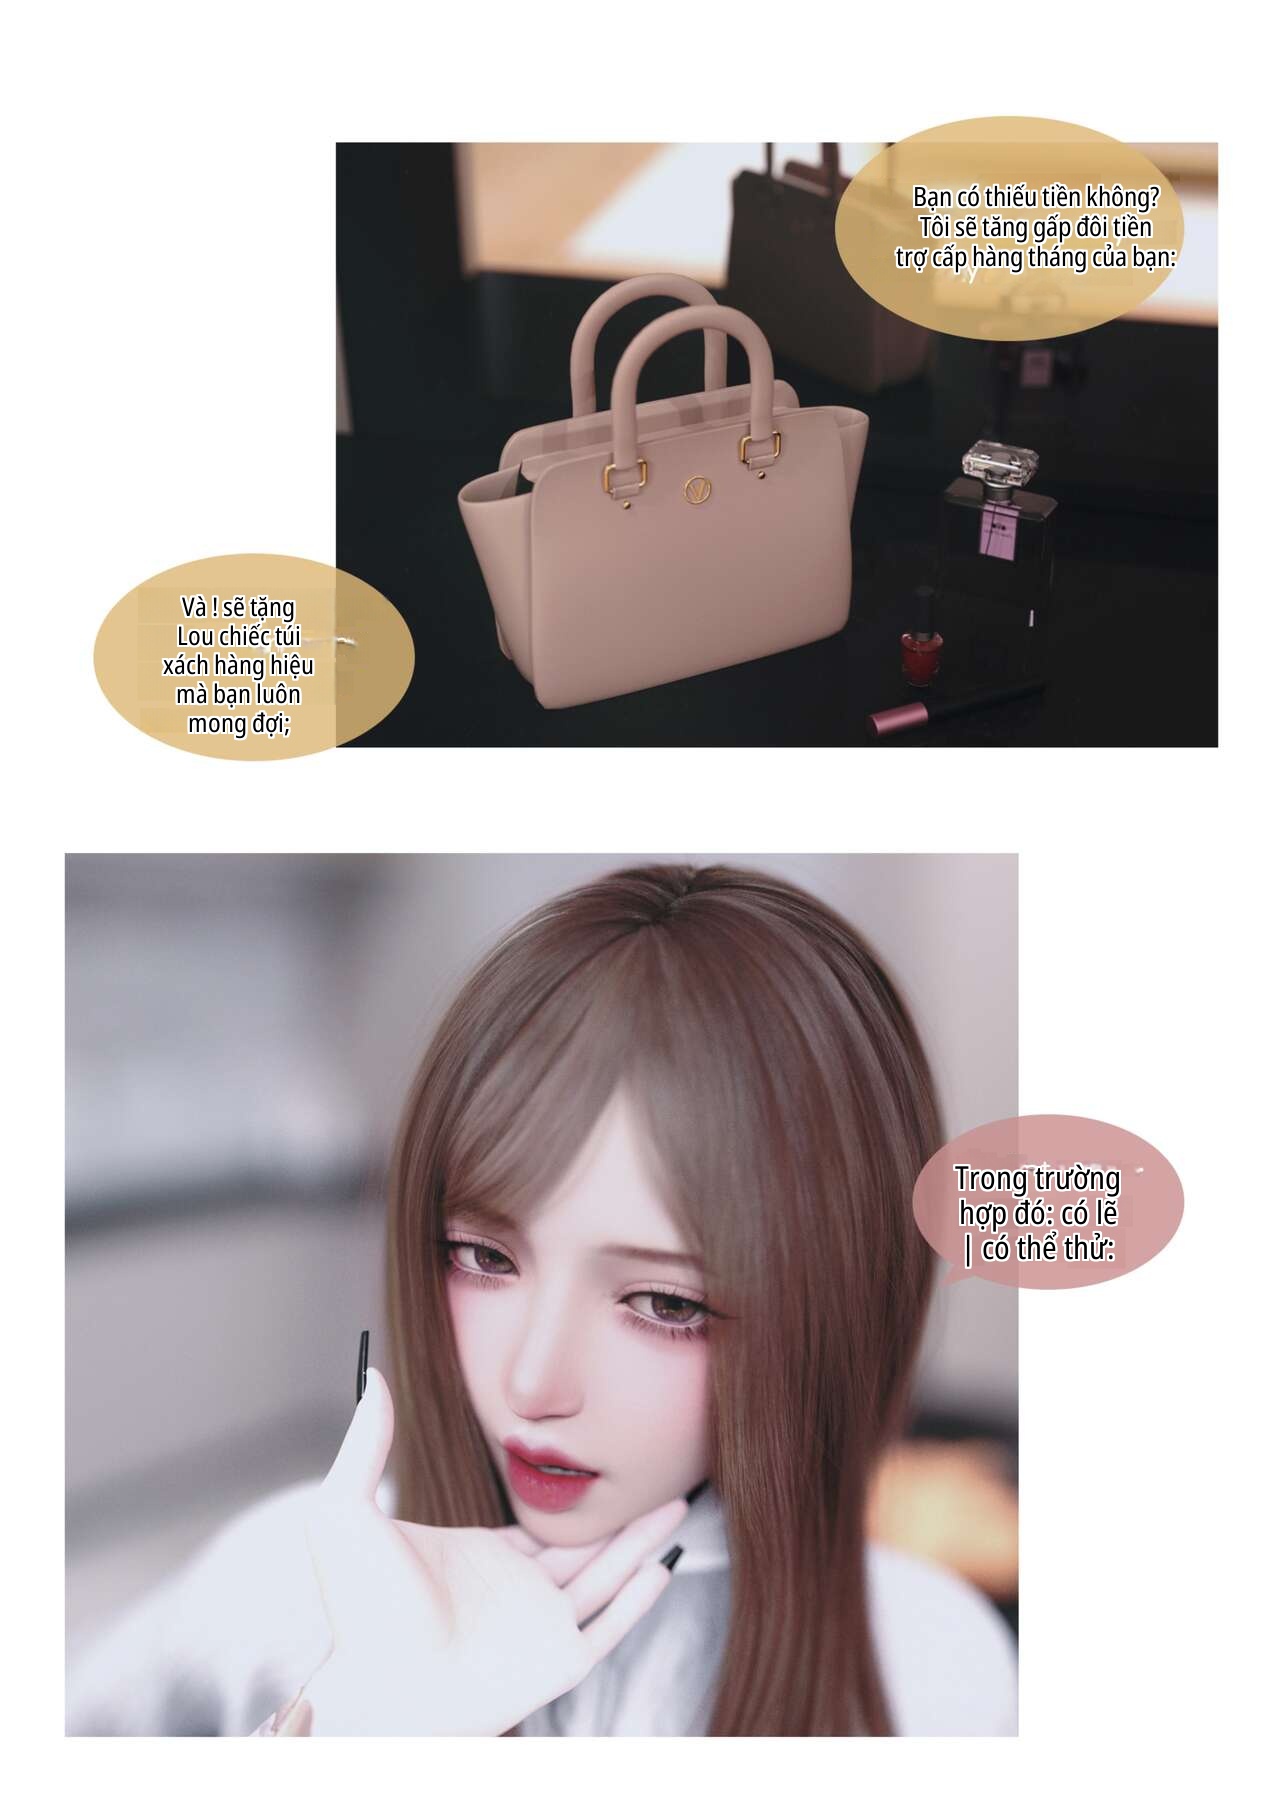 Bạn có thiếu tiền không?
Tôi sẽ tăng gấp đôi tiền
trợ cấp hàng tháng của bạn:
Và ! sẽ tặng
Lou chiếc túi
xách hàng hiệu
mà bạn luôn
mong đợi;
Trong trường
hợp đó: có lẽ
| có thể thử: